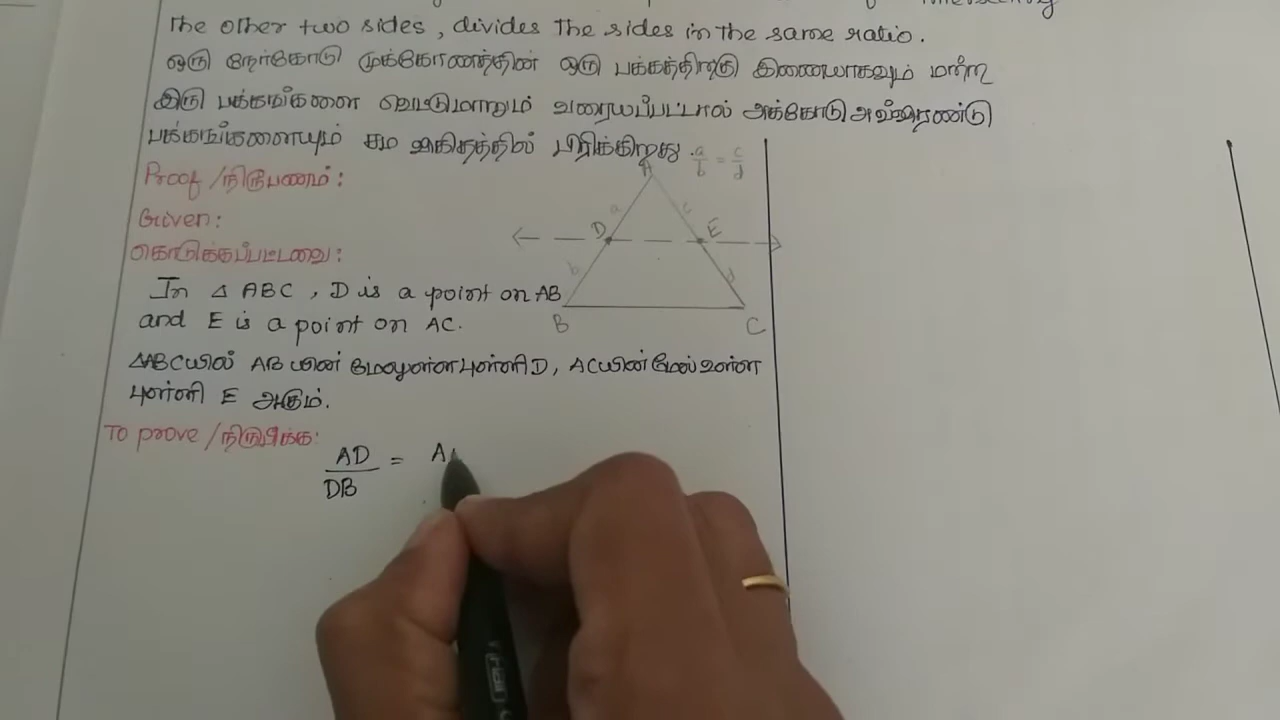 The other two sides, divides the sides in the same ratio.
ஒரு நேர்கோடு முக்கோணத்தின் ஒரு பக்கத்திற்கு இணையாகவும் மற்ற
இரு பக்கங்களை வெட்டுமாறும் வரையப்பட்டால் அக்கோடு அவ்விரண்டு
பக்கங்களையும் சம விகிதத்தில் பிரிக்கிறது.
a/b = c/d
Proof / நிரூபணம் :
A
Given:
a c
D E
கொடுக்கப்பட்டவை :
b d
In Δ ABC, D is a point on AB
and E is a point on AC.
B C
ΔABCயில் ABயின் மேலுள்ள புள்ளி D, ACயின் மேல் உள்ள
புள்ளி E ஆகும்.
To prove / நிரூபிக்க:
AD/DB = A